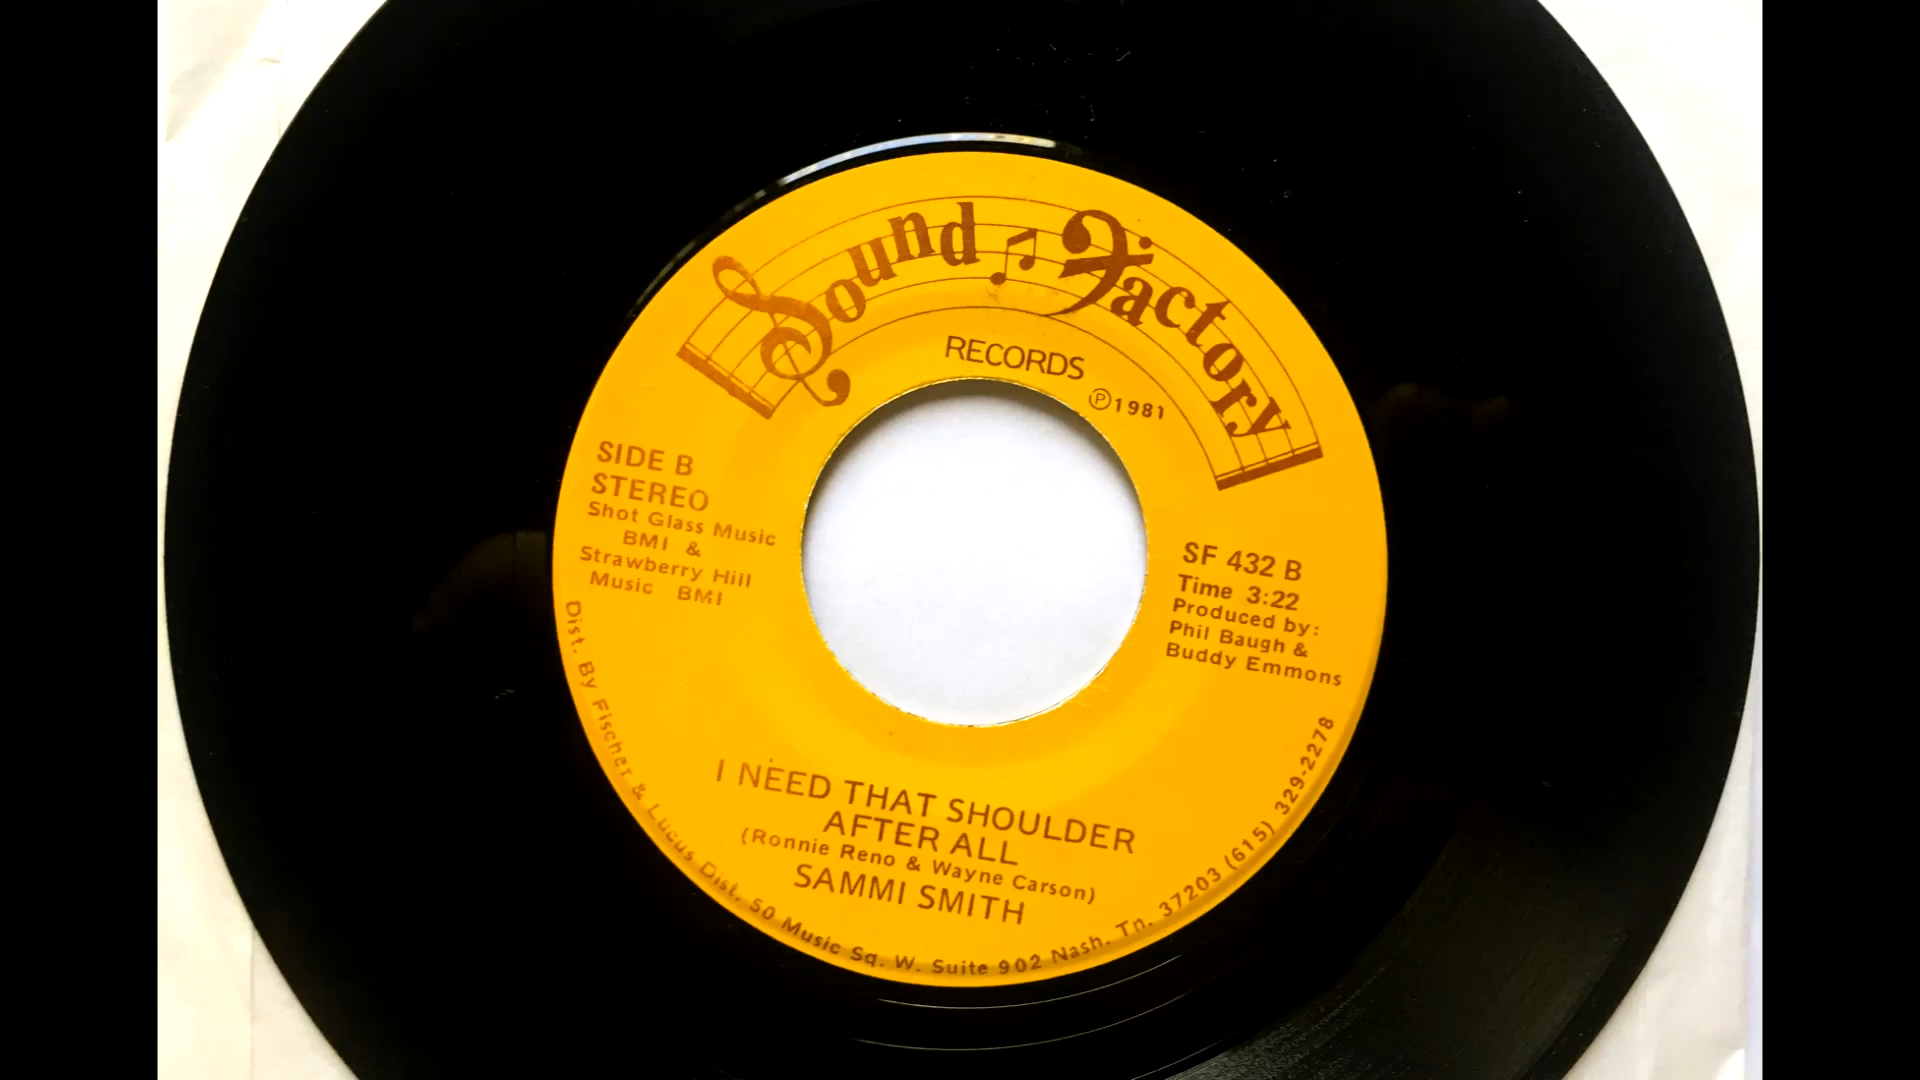 Sound Factory
RECORDS
℗1981
SIDE B
STEREO
Shot Glass Music
BMI &
Strawberry Hill
Music BMI
SF 432 B
Time 3:22
Produced by:
Phil Baugh &
Buddy Emmons
I NEED THAT SHOULDER
AFTER ALL
(Ronnie Reno & Wayne Carson)
SAMMI SMITH
Dist. By Fischer & Lucus Dist. 50 Music Sq. W. Suite 902 Nash. Tn. 37203 (615) 329-2278